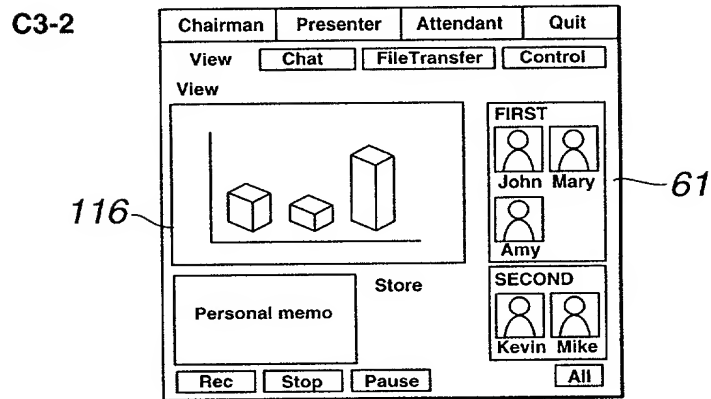 C3-2
Chairman Presenter Attendant Quit
View Chat FileTransfer Control
View
FIRST
John Mary
61
116
Amy
Store
SECOND
Personal memo
Kevin Mike
Rec Stop Pause All